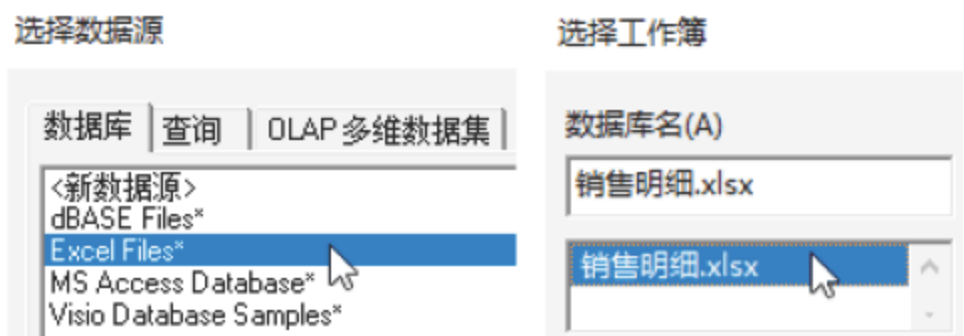 选择数据源
数据库 查询 OLAP 多维数据集
<新数据源>
dBASE Files*
Excel Files*
MS Access Database*
Visio Database Samples*
选择工作簿
数据库名(A)
销售明细.xlsx
销售明细.xlsx